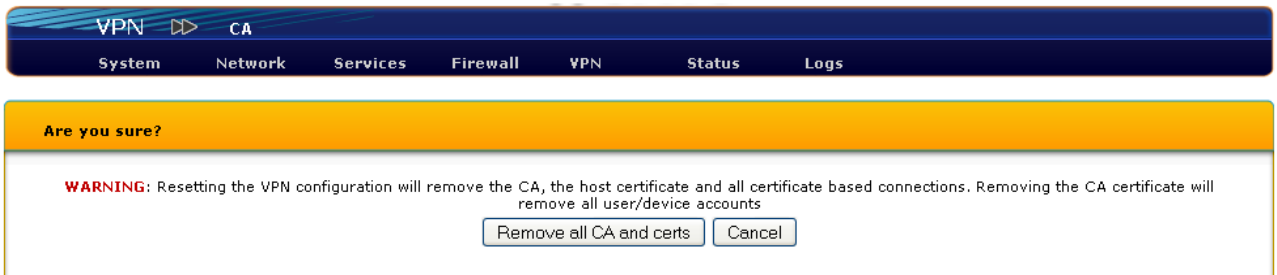 VPN CA
System Network Services Firewall VPN Status Logs
Are you sure?
WARNING: Resetting the VPN configuration will remove the CA, the host certificate and all certificate based connections. Removing the CA certificate will
remove all user/device accounts
Remove all CA and certs Cancel